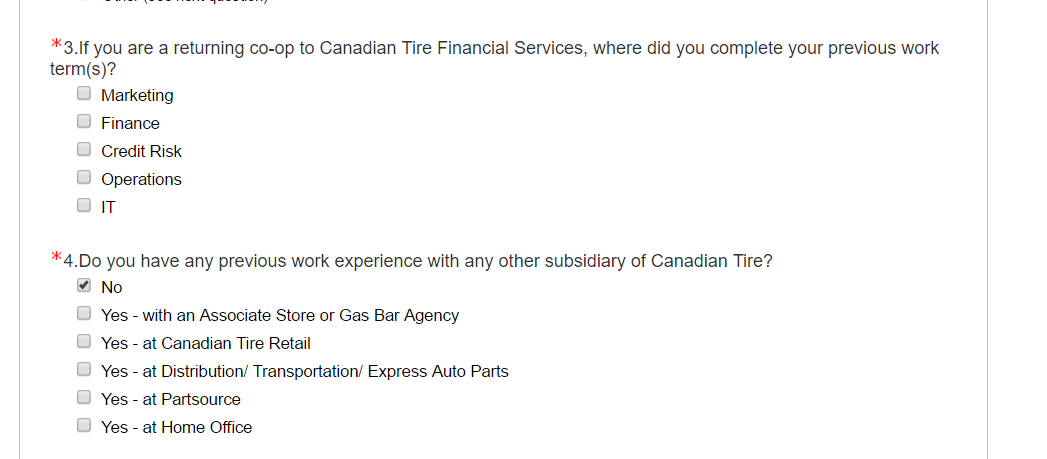 *3.If you are a returning co-op to Canadian Tire Financial Services, where did you complete your previous work
term(s)?
Marketing
Finance
Credit Risk
Operations
IT
*4.Do you have any previous work experience with any other subsidiary of Canadian Tire?
No
Yes - with an Associate Store or Gas Bar Agency
Yes - at Canadian Tire Retail
Yes - at Distribution/ Transportation/ Express Auto Parts
Yes - at Partsource
Yes - at Home Office